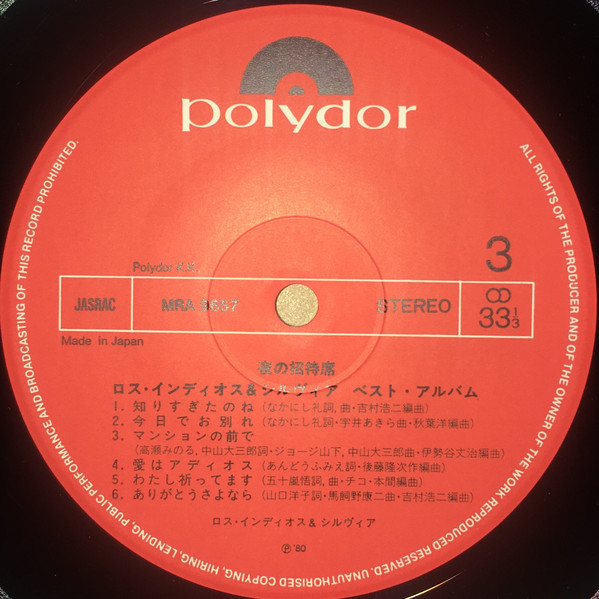 polydor
3
Polydor K.K.
JASRAC MRA 9657 STEREO 33 1/3
Made in Japan
夜の招待席
ロス・インディオス&シルヴィア ベスト・アルバム
1. 知りすぎたのね(なかにし礼詞、曲・吉村浩二編曲)
2. 今日でお別れ(なかにし礼詞・宇井あきら曲・秋葉洋編曲)
3. マンションの前で
(高瀬みのる、中山大三郎詞・ジョージ山下、中山大三郎曲・伊勢谷丈治編曲)
4. 愛はアディオス(あんどうふみえ詞・後藤隆次作編曲)
5. わたし祈ってます(五十嵐悟詞、曲・チコ・本間編曲)
6. ありがとうさよなら(山口洋子詞・馬飼野康二曲・吉村浩二編曲)
ロス・インディオス& シルヴィア
Ⓟ '80
ALL RIGHTS OF THE PRODUCER AND OF THE OWNER OF THE WORK REPRODUCED RESERVED. UNAUTHORISED COPYING, HIRING, LENDING, PUBLIC PERFORMANCE AND BROADCASTING OF THIS RECORD PROHIBITED.